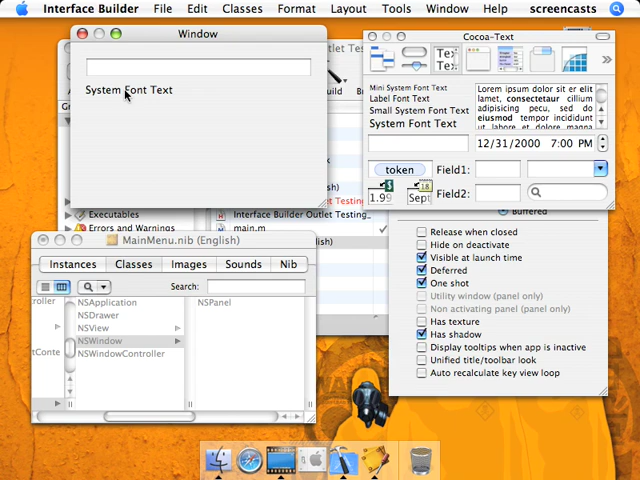 Interface Builder File Edit Classes Format Layout Tools Window Help screencasts
Window
System Font Text
Outlet Testing
Build
Executables
Errors and Warnings
Interface Builder Outlet Testing_
main.m
Cocoa-Text
Mini System Font Text
Label Font Text
Small System Font Text
System Font Text
Lorem ipsum dolor sit er elit
lamet, consectetaur cillium
adipisicing pecu, sed do
eiusmod tempor incididunt
12/31/2000 7:00 PM
token
Field1:
1.99
Sept
Field2:
MainMenu.nib (English)
Instances Classes Images Sounds Nib
Search:
NSApplication
NSDrawer
NSView
NSWindow
NSWindowController
NSPanel
Buffered
Release when closed
Hide on deactivate
Visible at launch time
Deferred
One shot
Utility window (panel only)
Non activating panel (panel only)
Has texture
Has shadow
Display tooltips when app is inactive
Unified title/toolbar look
Auto recalculate key view loop